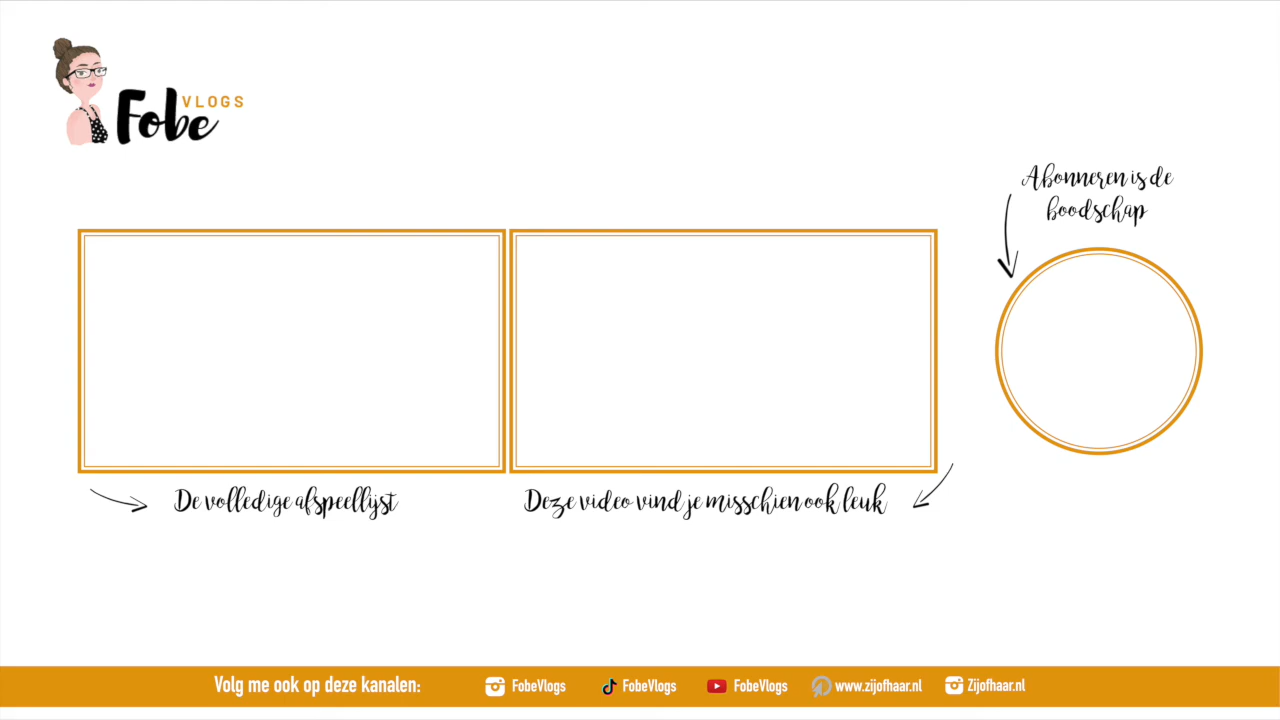 VLOGS
Fobe
Abonneren is de
boodschap
De volledige afspeellijst
Deze video vind je misschien ook leuk
Volg me ook op deze kanalen: FobeVlogs FobeVlogs FobeVlogs www.zijofhaar.nl Zijofhaar.nl